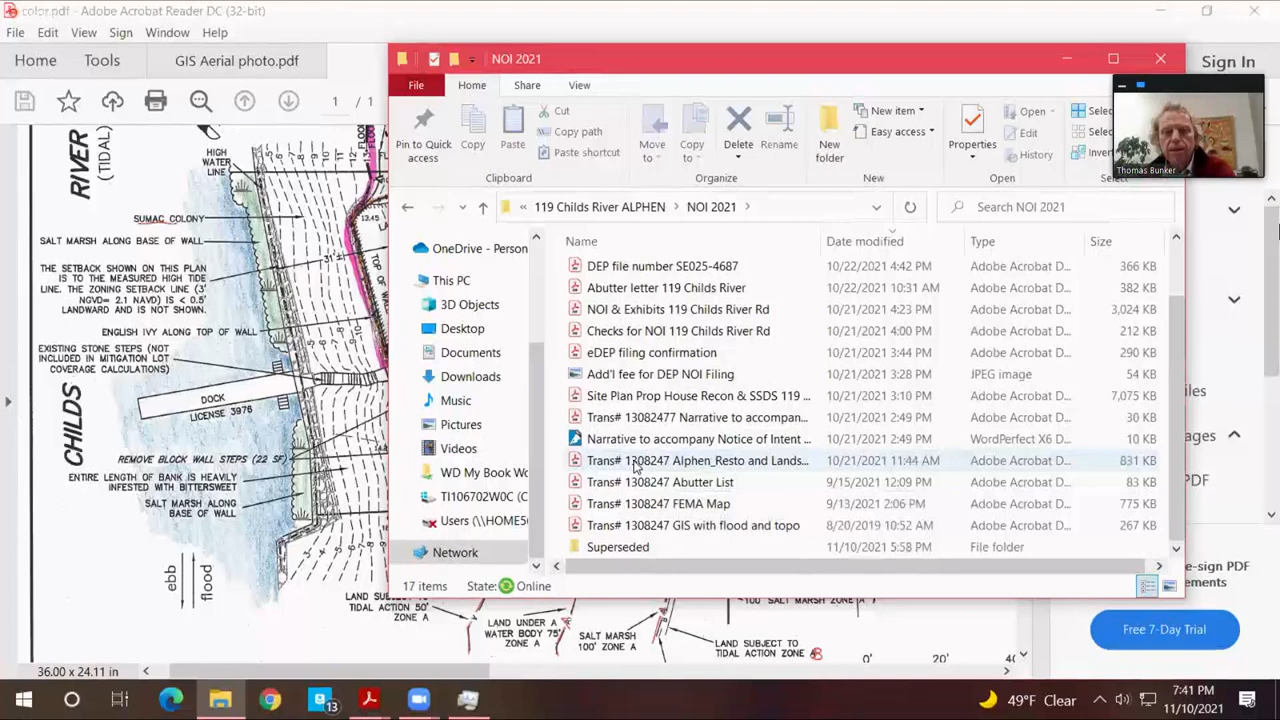 color.pdf - Adobe Acrobat Reader DC (32-bit)
File Edit View Sign Window Help
Home Tools GIS Aerial photo.pdf Sign In
1 / 1
NOI 2021
File Home Share View
Pin to Quick access
Copy
Paste
Cut
Copy path
Paste shortcut
Clipboard
Move to
Copy to
Delete
Rename
Organize
New folder
New item
Easy access
New
Properties
Open
Edit
History
Open
Thomas Bunker
« 119 Childs River ALPHEN > NOI 2021 >
Search NOI 2021
Name Date modified Type Size
OneDrive - Person
This PC
3D Objects
Desktop
Documents
Downloads
Music
Pictures
Videos
WD My Book Wo
TI106702W0C (C
Users (\\HOME5
Network
DEP file number SE025-4687 10/22/2021 4:42 PM Adobe Acrobat D... 366 KB
Abutter letter 119 Childs River 10/22/2021 10:31 AM Adobe Acrobat D... 382 KB
NOI & Exhibits 119 Childs River Rd 10/21/2021 4:23 PM Adobe Acrobat D... 3,024 KB
Checks for NOI 119 Childs River Rd 10/21/2021 4:00 PM Adobe Acrobat D... 212 KB
eDEP filing confirmation 10/21/2021 3:44 PM Adobe Acrobat D... 290 KB
Add'l fee for DEP NOI Filing 10/21/2021 3:28 PM JPEG image 54 KB
Site Plan Prop House Recon & SSDS 119 ... 10/21/2021 3:10 PM Adobe Acrobat D... 7,075 KB
Trans# 13082477 Narrative to accompan... 10/21/2021 2:49 PM Adobe Acrobat D... 30 KB
Narrative to accompany Notice of Intent ... 10/21/2021 2:49 PM WordPerfect X6 D... 10 KB
Trans# 1308247 Alphen_Resto and Lands... 10/21/2021 11:44 AM Adobe Acrobat D... 831 KB
Trans# 1308247 Abutter List 9/15/2021 12:09 PM Adobe Acrobat D... 83 KB
Trans# 1308247 FEMA Map 9/13/2021 2:06 PM Adobe Acrobat D... 775 KB
Trans# 1308247 GIS with flood and topo 8/20/2019 10:52 AM Adobe Acrobat D... 267 KB
Superseded 11/10/2021 5:58 PM File folder
17 items State: Online
RIVER
(TIDAL)
HIGH
WATER
LINE
13.45
SUMAC COLONY
SALT MARSH ALONG BASE OF WALL
31'±
THE SETBACK SHOWN ON THIS PLAN
IS TO THE MEASURED HIGH TIDE
LINE. THE ZONING SETBACK LINE (3'
NGVD= 2.1 NAVD) IS < 0.5'
LANDWARD AND IS NOT SHOWN.
ENGLISH IVY ALONG TOP OF WALL
EXISTING STONE STEPS (NOT
INCLUDED IN MITIGATION LOT
COVERAGE CALCULATIONS)
CHILDS
DOCK
LICENSE 3976
REMOVE BLOCK WALL STEPS (22 SF)
ENTIRE LENGTH OF BANK IS HEAVILY
INFESTED WITH BITTERSWEET
SALT MARSH ALONG
BASE OF WALL
ebb
flood
TIDAL ACTION 50'
ZONE A
LAND UNDER A
WATER BODY 75'
ZONE A
SALT MARSH
100' ZONE A
100' SALT MARSH ZONE
LAND SUBJECT TO
TIDAL ACTION ZONE B
0' 20'
36.00 x 24.11 in
Free 7-Day Trial
13
49°F Clear
7:41 PM
11/10/2021